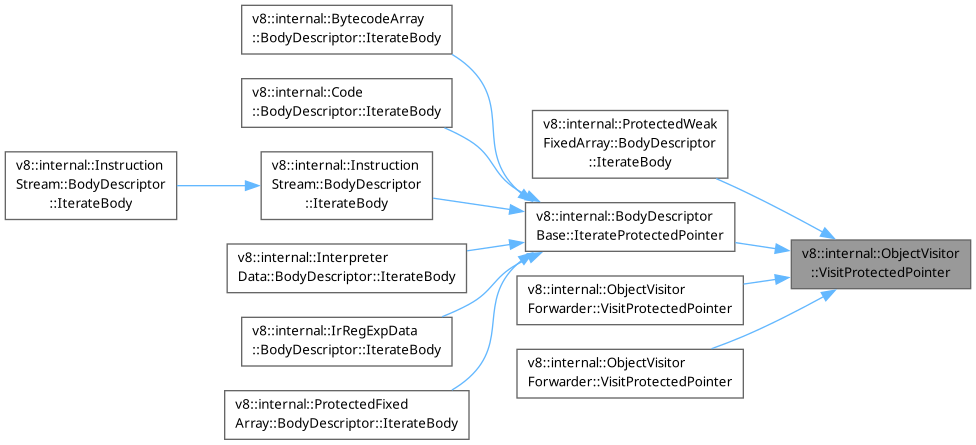 v8::internal::BytecodeArray
::BodyDescriptor::IterateBody
v8::internal::Code
::BodyDescriptor::IterateBody
v8::internal::ProtectedWeak
FixedArray::BodyDescriptor
::IterateBody
v8::internal::Instruction
Stream::BodyDescriptor
::IterateBody
v8::internal::Instruction
Stream::BodyDescriptor
::IterateBody
v8::internal::BodyDescriptor
Base::IterateProtectedPointer
v8::internal::ObjectVisitor
::VisitProtectedPointer
v8::internal::Interpreter
Data::BodyDescriptor::IterateBody
v8::internal::ObjectVisitor
Forwarder::VisitProtectedPointer
v8::internal::IrRegExpData
::BodyDescriptor::IterateBody
v8::internal::ObjectVisitor
Forwarder::VisitProtectedPointer
v8::internal::ProtectedFixed
Array::BodyDescriptor::IterateBody